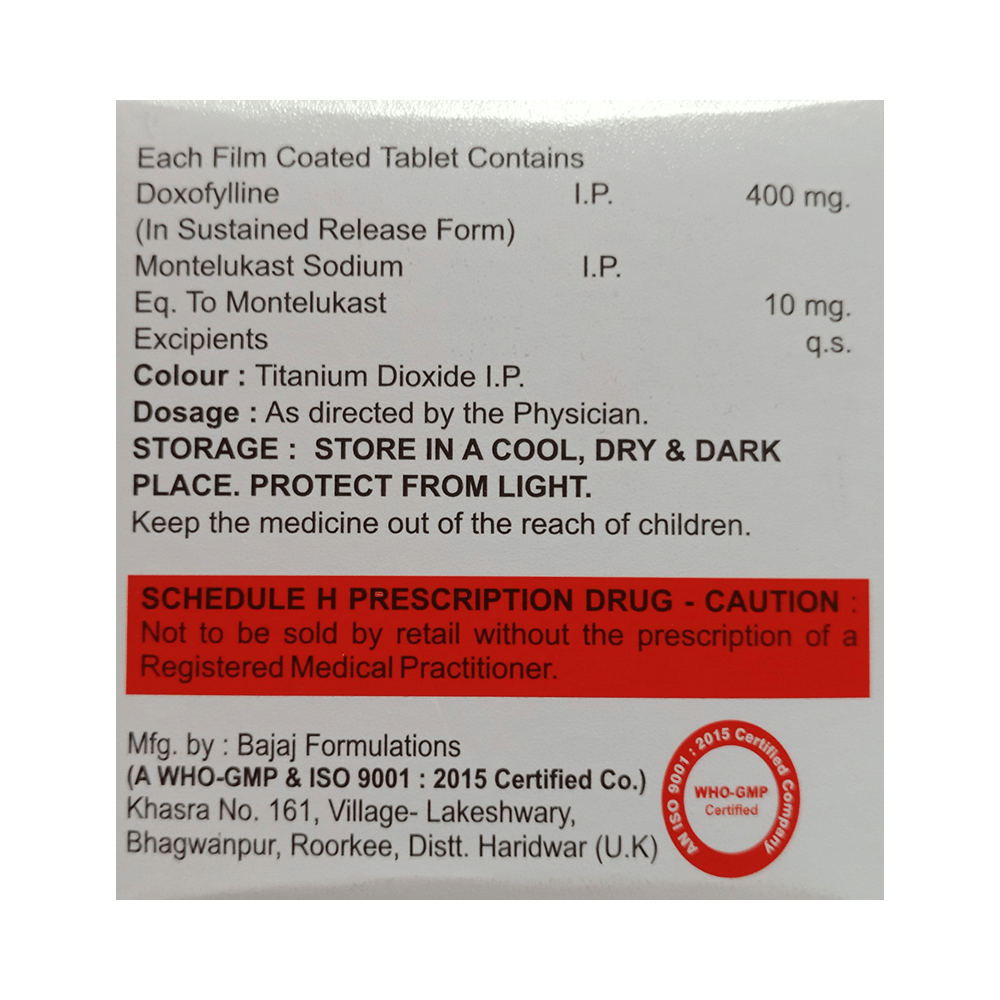 Each Film Coated Tablet Contains
Doxofylline I.P. 400 mg.
(In Sustained Release Form)
Montelukast Sodium I.P.
Eq. To Montelukast 10 mg.
Excipients q.s.
Colour : Titanium Dioxide I.P.
Dosage : As directed by the Physician.
STORAGE : STORE IN A COOL, DRY & DARK
PLACE. PROTECT FROM LIGHT.
Keep the medicine out of the reach of children.
SCHEDULE H PRESCRIPTION DRUG - CAUTION :
Not to be sold by retail without the prescription of a
Registered Medical Practitioner.
Mfg. by : Bajaj Formulations
(A WHO-GMP & ISO 9001 : 2015 Certified Co.)
Khasra No. 161, Village- Lakeshwary,
Bhagwanpur, Roorkee, Distt. Haridwar (U.K)
AN ISO 9001 : 2015 Certified Company
WHO-GMP
Certified